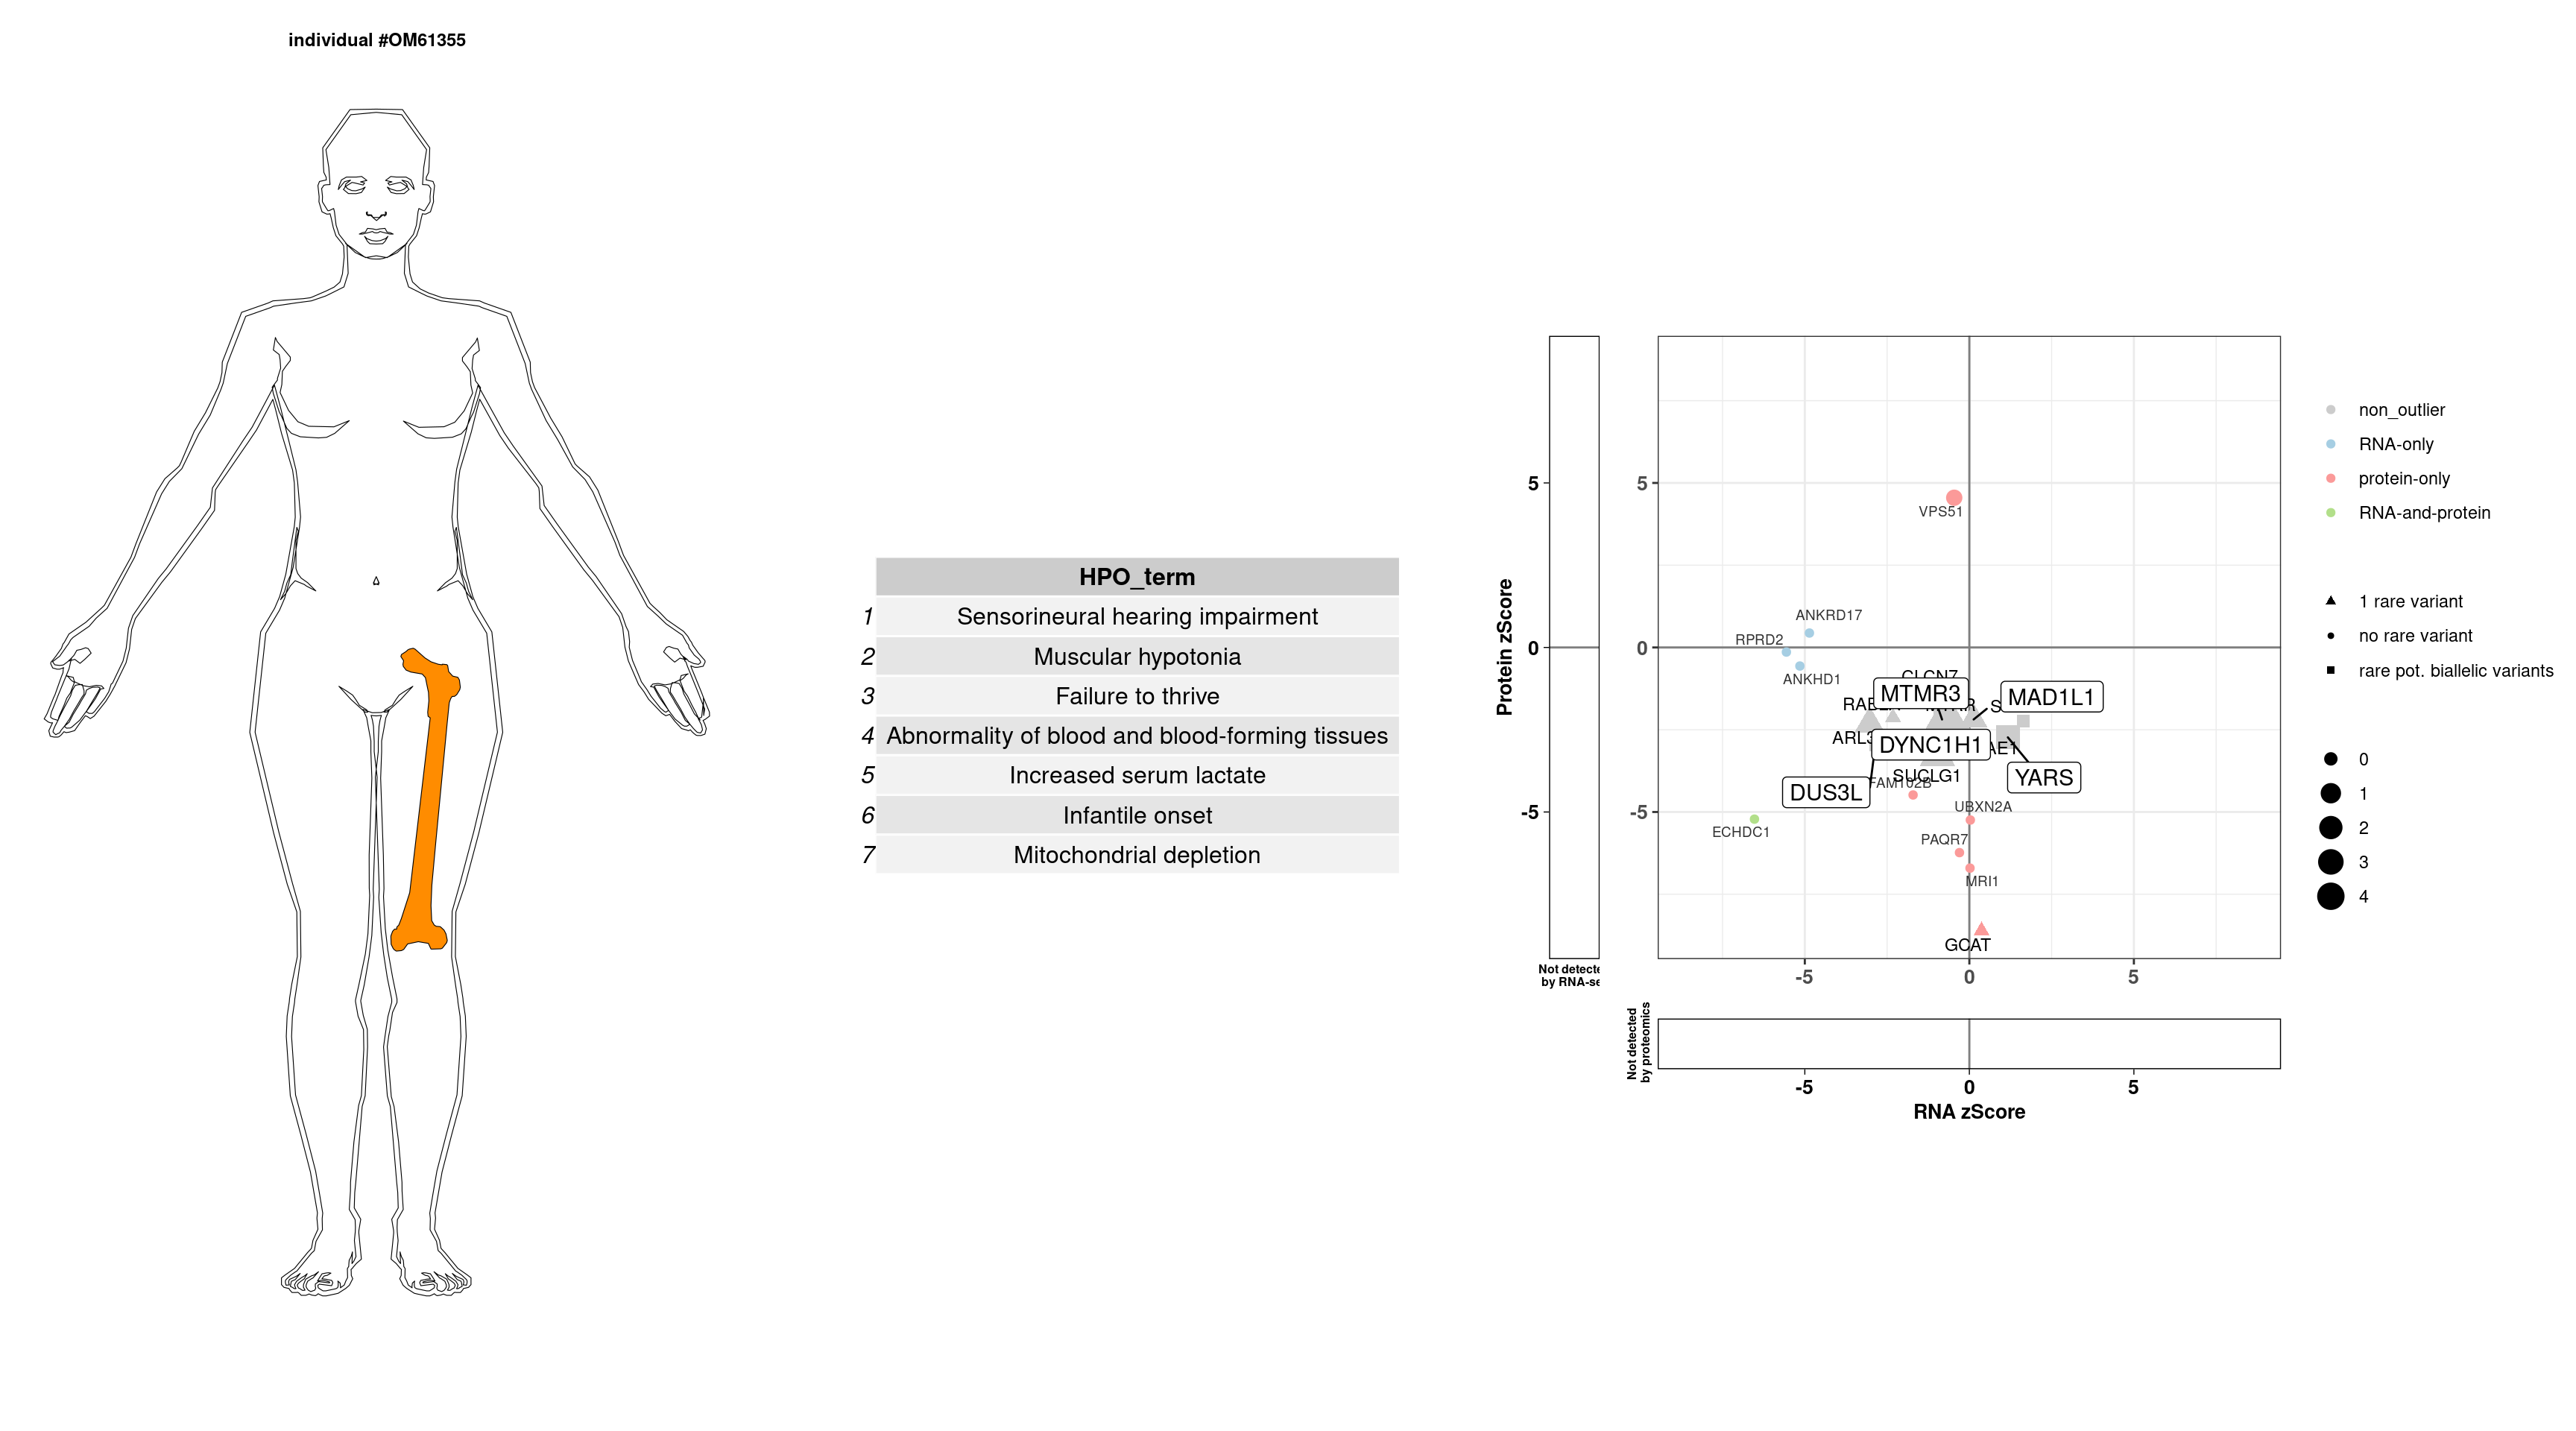 individual #OM61355
HPO_term
1 Sensorineural hearing impairment
2 Muscular hypotonia
3 Failure to thrive
4 Abnormality of blood and blood-forming tissues
5 Increased serum lactate
6 Infantile onset
7 Mitochondrial depletion
Protein zScore
5
0
-5
by RNA-
5
0
-5
VPS51
ANKRD17
RPRD2
ANKHD1
CLCN7
MTMR3
MAD1L1
DYNC1H1
SUCLG1
FAM102B
DUS3L
YARS
UBXN2A
ECHDC1
PAQR7
MRI1
GCAT
-5 0 5
Not detected
by proteomics
-5 0 5
RNA zScore
non_outlier
RNA-only
protein-only
RNA-and-protein
1 rare variant
no rare variant
rare pot. biallelic variants
0
1
2
3
4